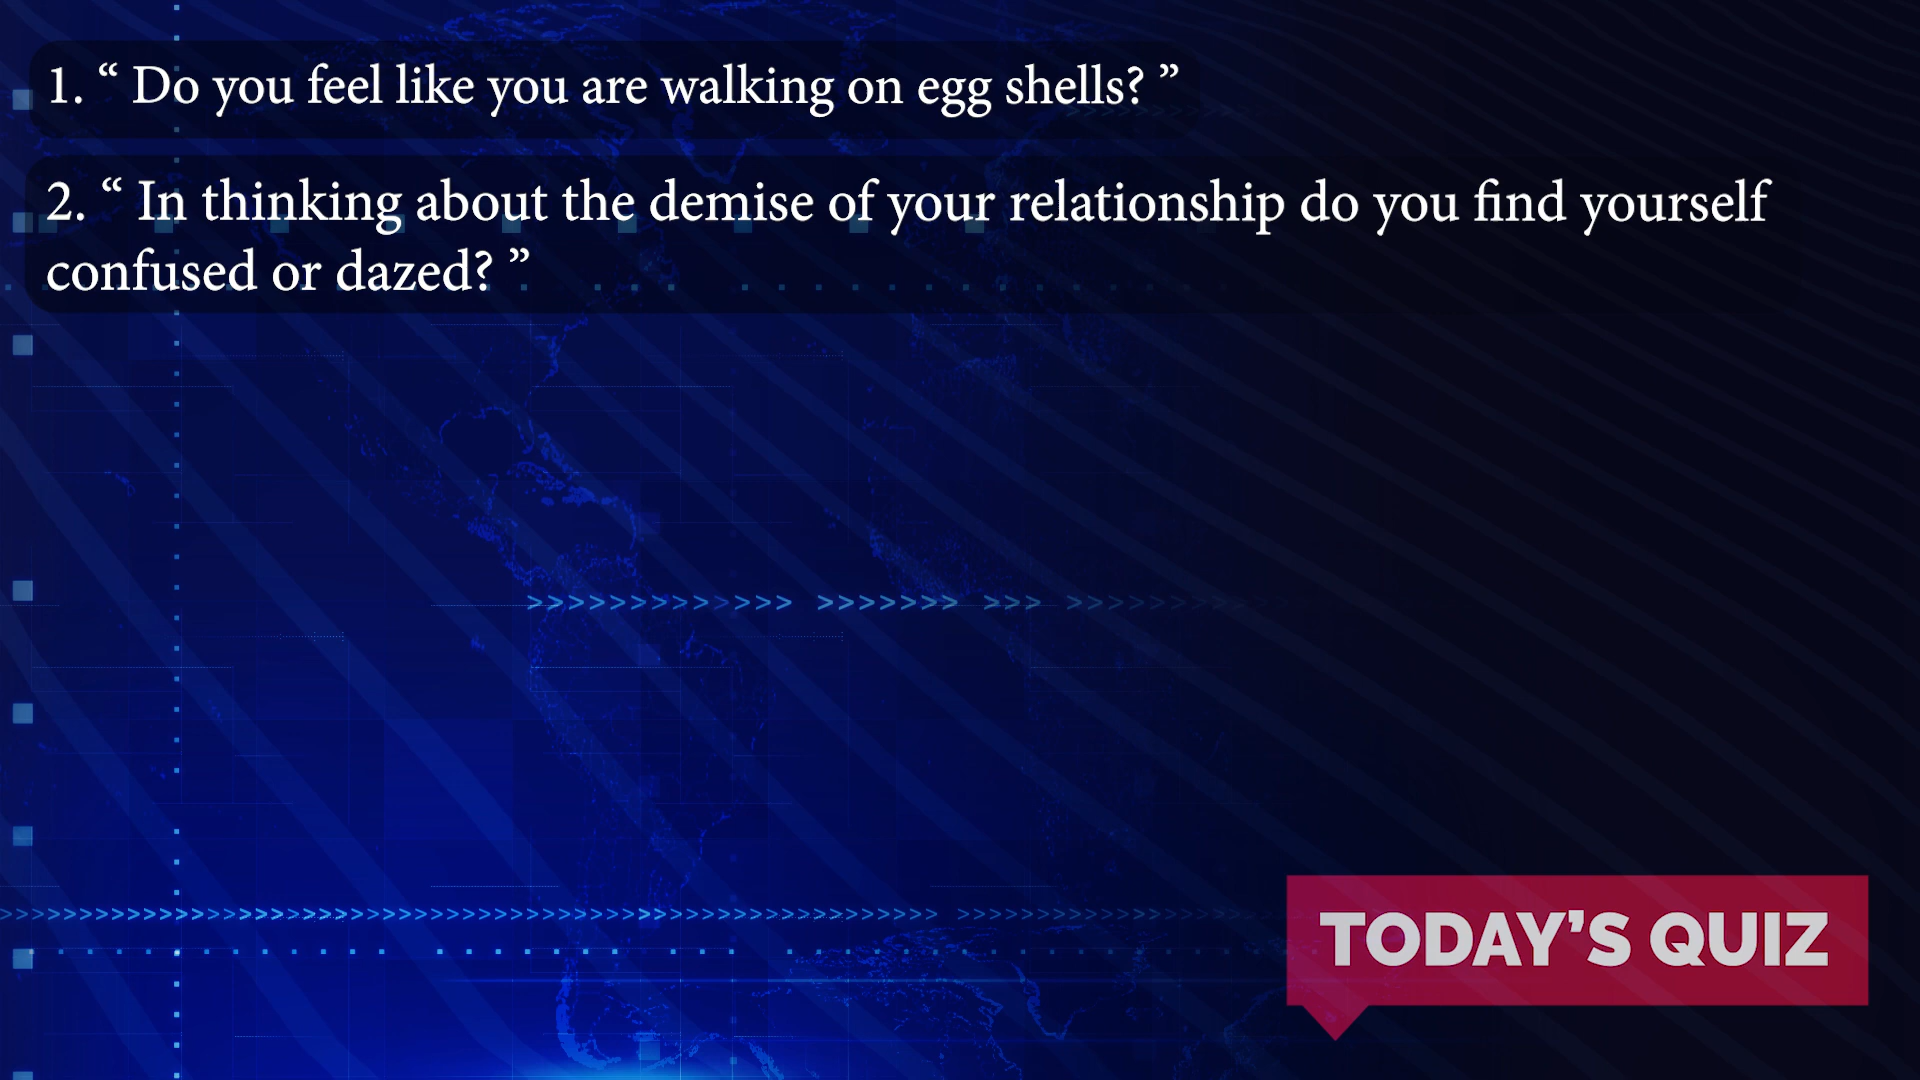 1. “ Do you feel like you are walking on egg shells? ”
2. “ In thinking about the demise of your relationship do you find yourself
confused or dazed? ”
TODAY’S QUIZ